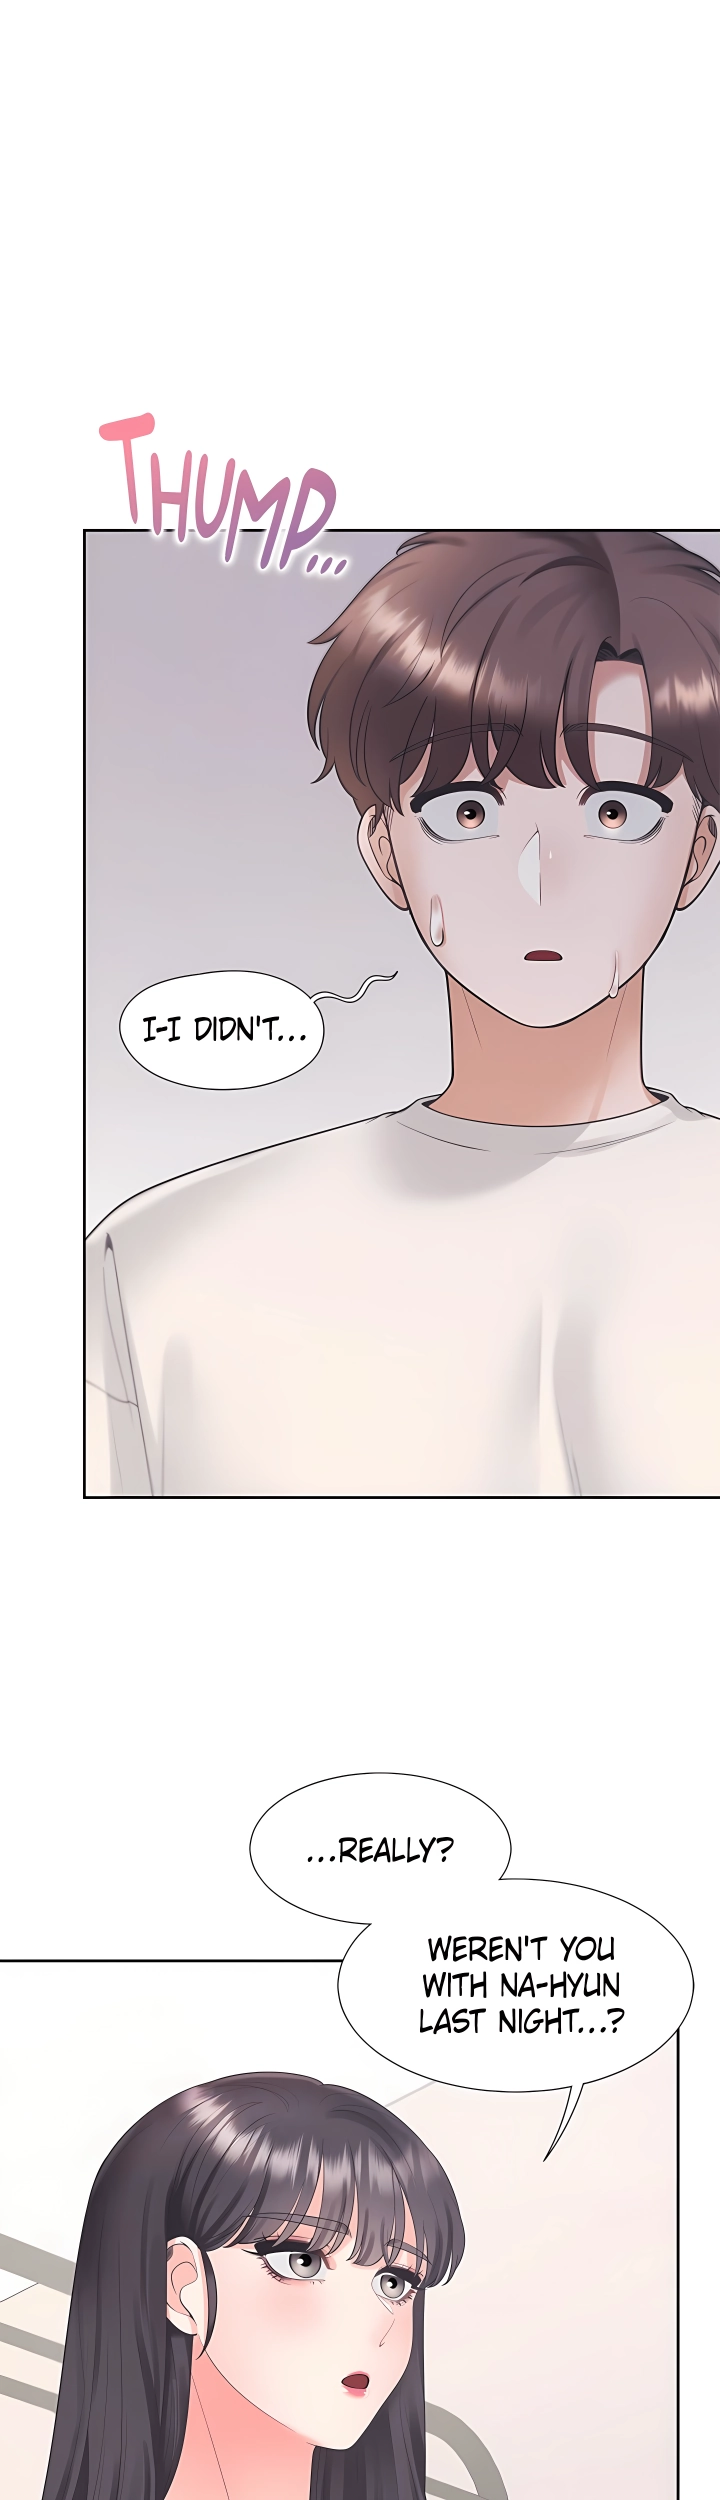 THUMP...
I-I DIDN'T...
...REALLY?
WEREN'T YOU
WITH NA-HYUN
LAST NIGHT...?